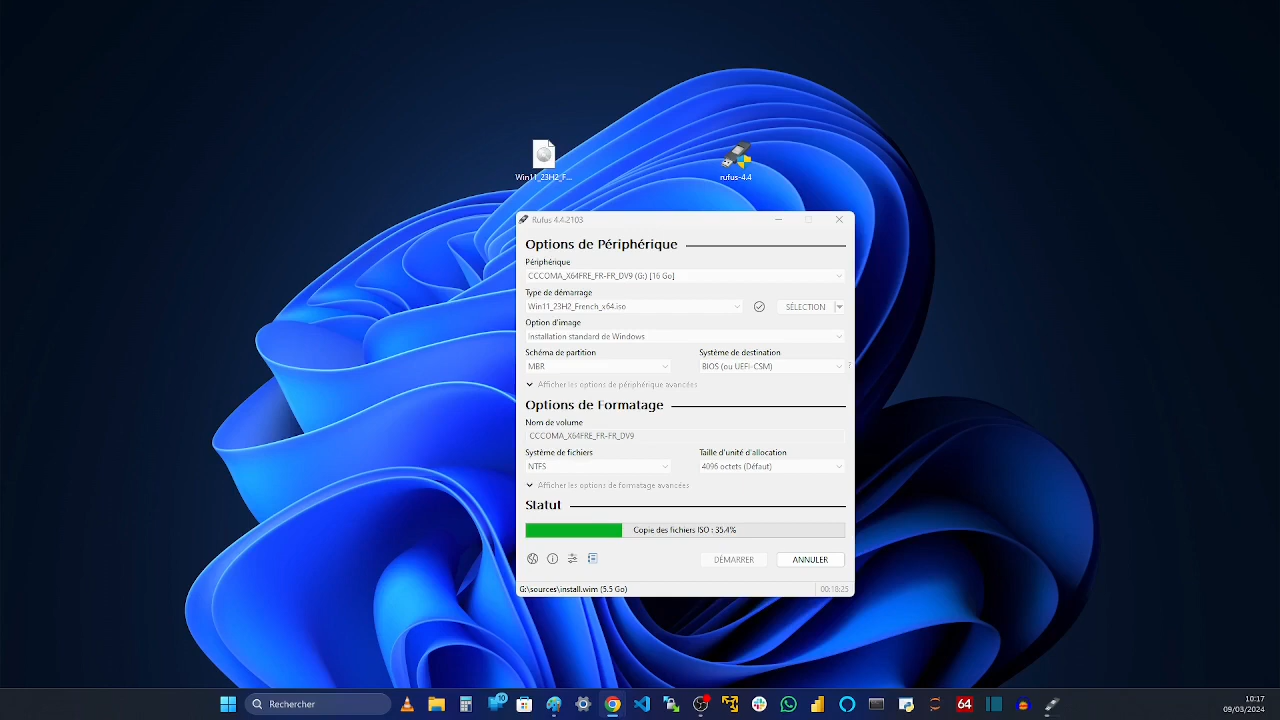 Win11_23H2_F...
rufus-4.4
Rufus 4.4.2103
Options de Périphérique
Périphérique
CCCOMA_X64FRE_FR-FR_DV9 (G:) [16 Go]
Type de démarrage
Win11_23H2_French_x64.iso
SÉLECTION
Option d'image
Installation standard de Windows
Schéma de partition
Système de destination
MBR
BIOS (ou UEFI-CSM)
?
Afficher les options de périphérique avancées
Options de Formatage
Nom de volume
CCCOMA_X64FRE_FR-FR_DV9
Système de fichiers
Taille d'unité d'allocation
NTFS
4096 octets (Défaut)
Afficher les options de formatage avancées
Statut
Copie des fichiers ISO : 35.4%
DÉMARRER
ANNULER
G:\sources\install.wim (5.5 Go)
00:18:25
Rechercher
10
64
10:17
09/03/2024